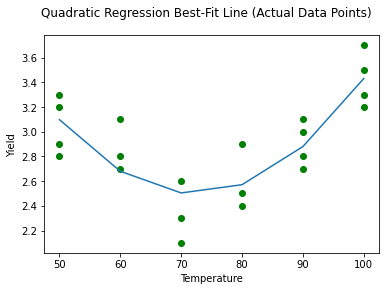 Quadratic Regression Best-Fit Line (Actual Data Points)
3.6
3.4
3.2
3.0
2.8
2.6
2.4
2.2
Yield
50 60 70 80 90 100
Temperature